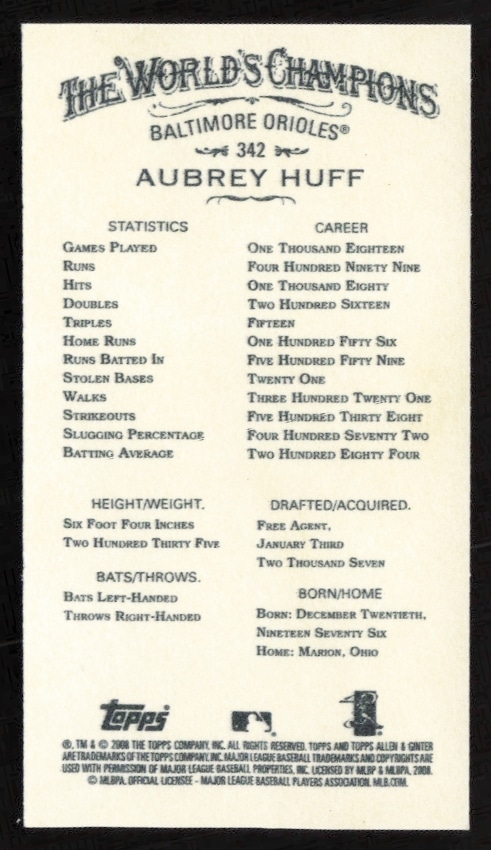 THE WORLD'S CHAMPIONS
BALTIMORE ORIOLES®
342
AUBREY HUFF
STATISTICS CAREER
GAMES PLAYED ONE THOUSAND EIGHTEEN
RUNS FOUR HUNDRED NINETY NINE
HITS ONE THOUSAND EIGHTY
DOUBLES TWO HUNDRED SIXTEEN
TRIPLES FIFTEEN
HOME RUNS ONE HUNDRED FIFTY SIX
RUNS BATTED IN FIVE HUNDRED FIFTY NINE
STOLEN BASES TWENTY ONE
WALKS THREE HUNDRED TWENTY ONE
STRIKEOUTS FIVE HUNDRED THIRTY EIGHT
SLUGGING PERCENTAGE FOUR HUNDRED SEVENTY TWO
BATTING AVERAGE TWO HUNDRED EIGHTY FOUR
HEIGHT/WEIGHT.
SIX FOOT FOUR INCHES
TWO HUNDRED THIRTY FIVE
BATS/THROWS.
BATS LEFT-HANDED
THROWS RIGHT-HANDED
DRAFTED/ACQUIRED.
FREE AGENT,
JANUARY THIRD
TWO THOUSAND SEVEN
BORN/HOME
BORN: DECEMBER TWENTIETH,
NINETEEN SEVENTY SIX
HOME: MARION, OHIO
topps
®, TM & © 2008 THE TOPPS COMPANY, INC. ALL RIGHTS RESERVED. TOPPS AND TOPPS ALLEN & GINTER
ARE TRADEMARKS OF THE TOPPS COMPANY, INC. MAJOR LEAGUE BASEBALL TRADEMARKS AND COPYRIGHTS ARE
USED WITH PERMISSION OF MAJOR LEAGUE BASEBALL PROPERTIES, INC. LICENSED BY MLBP & MLBPA, 2008.
© MLBPA, OFFICIAL LICENSEE - MAJOR LEAGUE BASEBALL PLAYERS ASSOCIATION. MLB.COM.